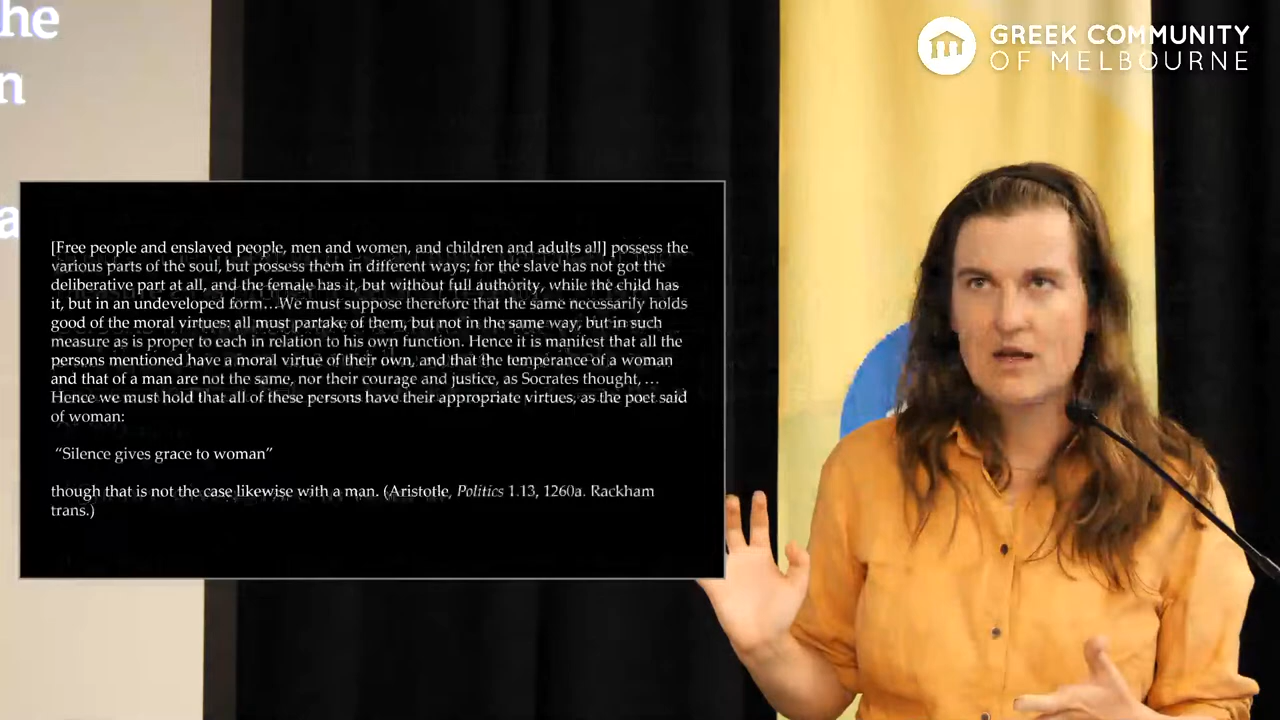 he
n
a
GREEK COMMUNITY
OF MELBOURNE
[Free people and enslaved people, men and women, and children and adults all] possess the
various parts of the soul, but possess them in different ways; for the slave has not got the
deliberative part at all, and the female has it, but without full authority, while the child has
it, but in an undeveloped form…We must suppose therefore that the same necessarily holds
good of the moral virtues: all must partake of them, but not in the same way, but in such
measure as is proper to each in relation to his own function. Hence it is manifest that all the
persons mentioned have a moral virtue of their own, and that the temperance of a woman
and that of a man are not the same, nor their courage and justice, as Socrates thought, …
Hence we must hold that all of these persons have their appropriate virtues, as the poet said
of woman:
“Silence gives grace to woman”
though that is not the case likewise with a man. (Aristotle, Politics 1.13, 1260a. Rackham
trans.)